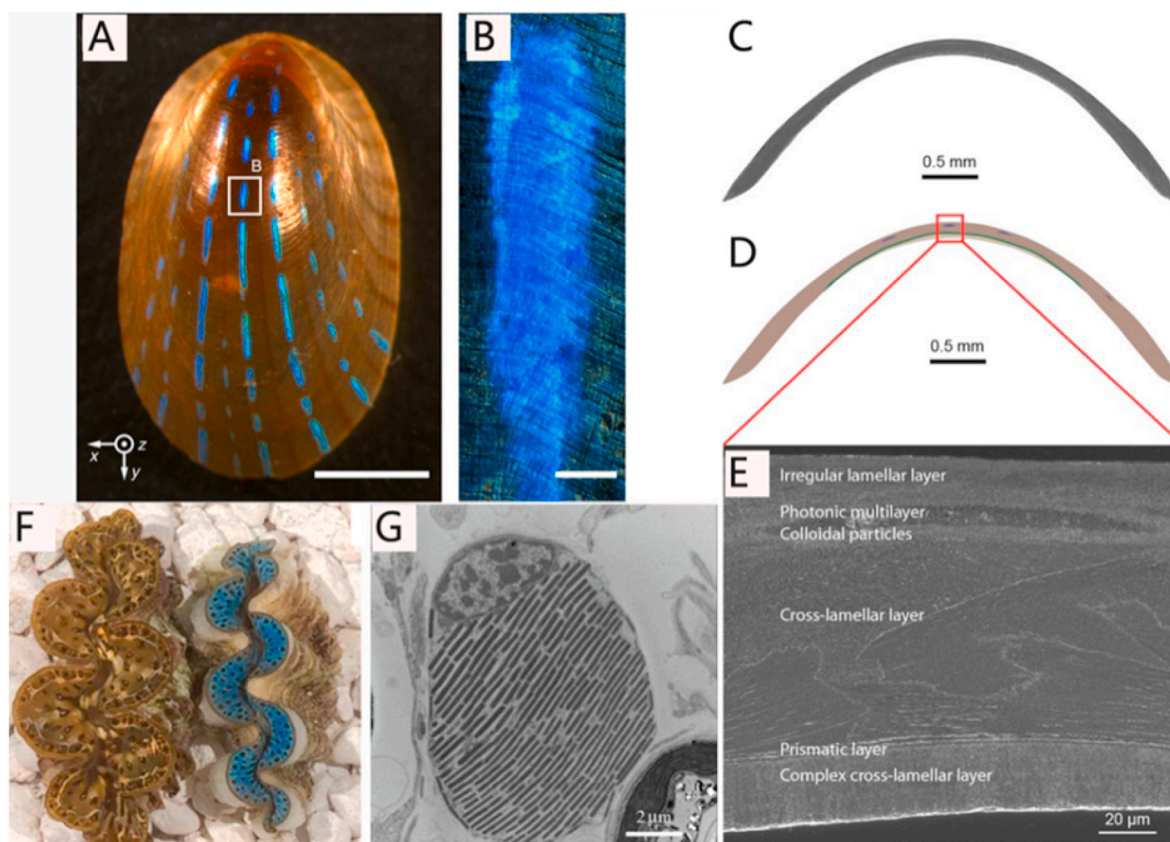 A
B
B
z
x
y
C
0.5 mm
D
0.5 mm
E
Irregular lamellar layer
Photonic multilayer
Colloidal particles
Cross-lamellar layer
Prismatic layer
Complex cross-lamellar layer
20 µm
F
G
2 µm